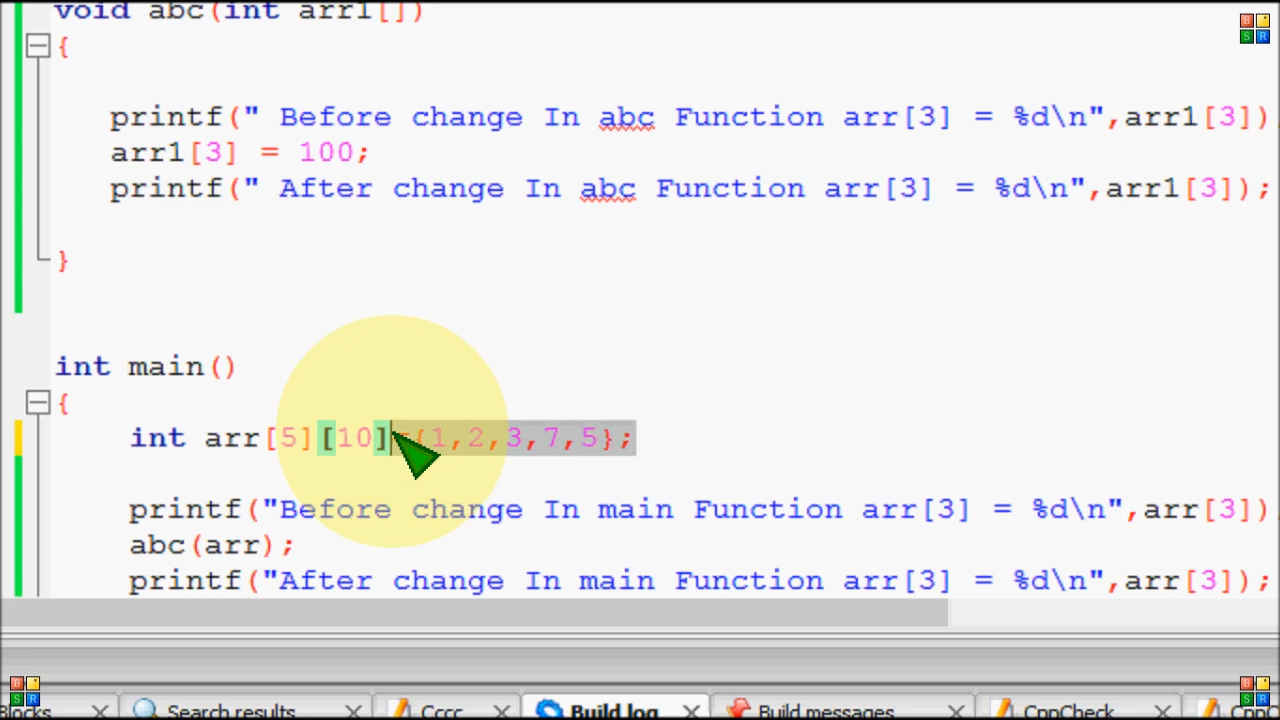 void abc(int arr1[])
{
printf(" Before change In abc Function arr[3] = %d\n",arr1[3])
arr1[3] = 100;
printf(" After change In abc Function arr[3] = %d\n",arr1[3]);
}
int main()
{
int arr[5][10]={1,2,3,7,5};
printf("Before change In main Function arr[3] = %d\n",arr[3])
abc(arr);
printf("After change In main Function arr[3] = %d\n",arr[3]);
Blocks Search results Cccc Build log Build messages CppCheck CppC